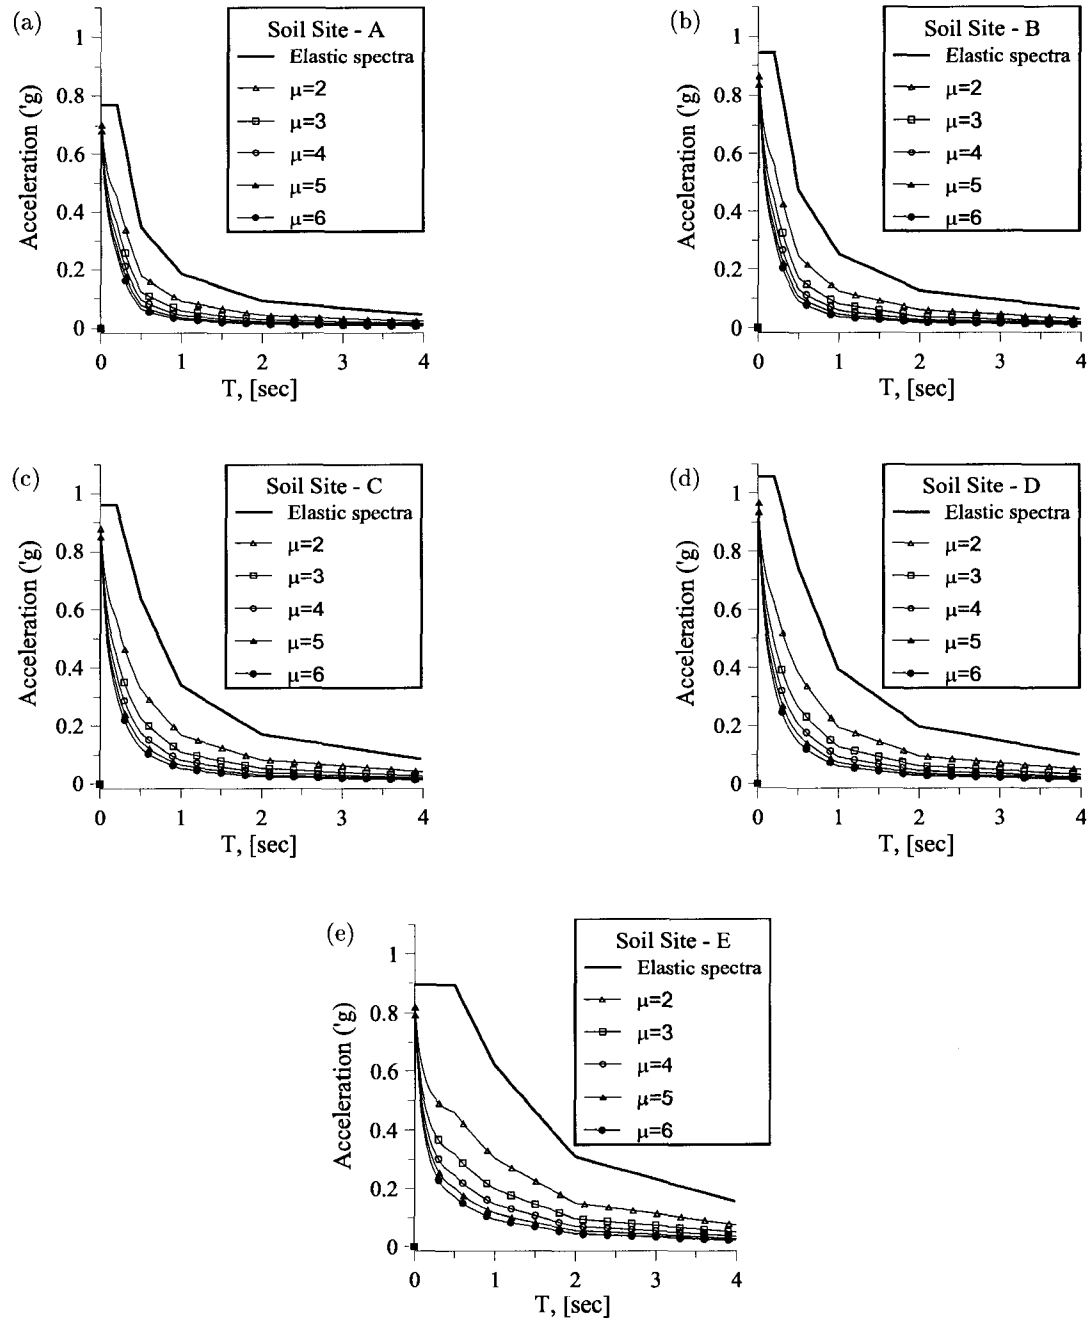 (a)
Soil Site - A
Elastic spectra
μ=2
μ=3
μ=4
μ=5
μ=6
Acceleration ('g)
1
0.8
0.6
0.4
0.2
0
0 1 2 3 4
T, [sec]
(b)
Soil Site - B
Elastic spectra
μ=2
μ=3
μ=4
μ=5
μ=6
Acceleration ('g)
1
0.8
0.6
0.4
0.2
0
0 1 2 3 4
T, [sec]
(c)
Soil Site - C
Elastic spectra
μ=2
μ=3
μ=4
μ=5
μ=6
Acceleration ('g)
1
0.8
0.6
0.4
0.2
0
0 1 2 3 4
T, [sec]
(d)
Soil Site - D
Elastic spectra
μ=2
μ=3
μ=4
μ=5
μ=6
Acceleration ('g)
1
0.8
0.6
0.4
0.2
0
0 1 2 3 4
T, [sec]
(e)
Soil Site - E
Elastic spectra
μ=2
μ=3
μ=4
μ=5
μ=6
Acceleration ('g)
1
0.8
0.6
0.4
0.2
0
0 1 2 3 4
T, [sec]